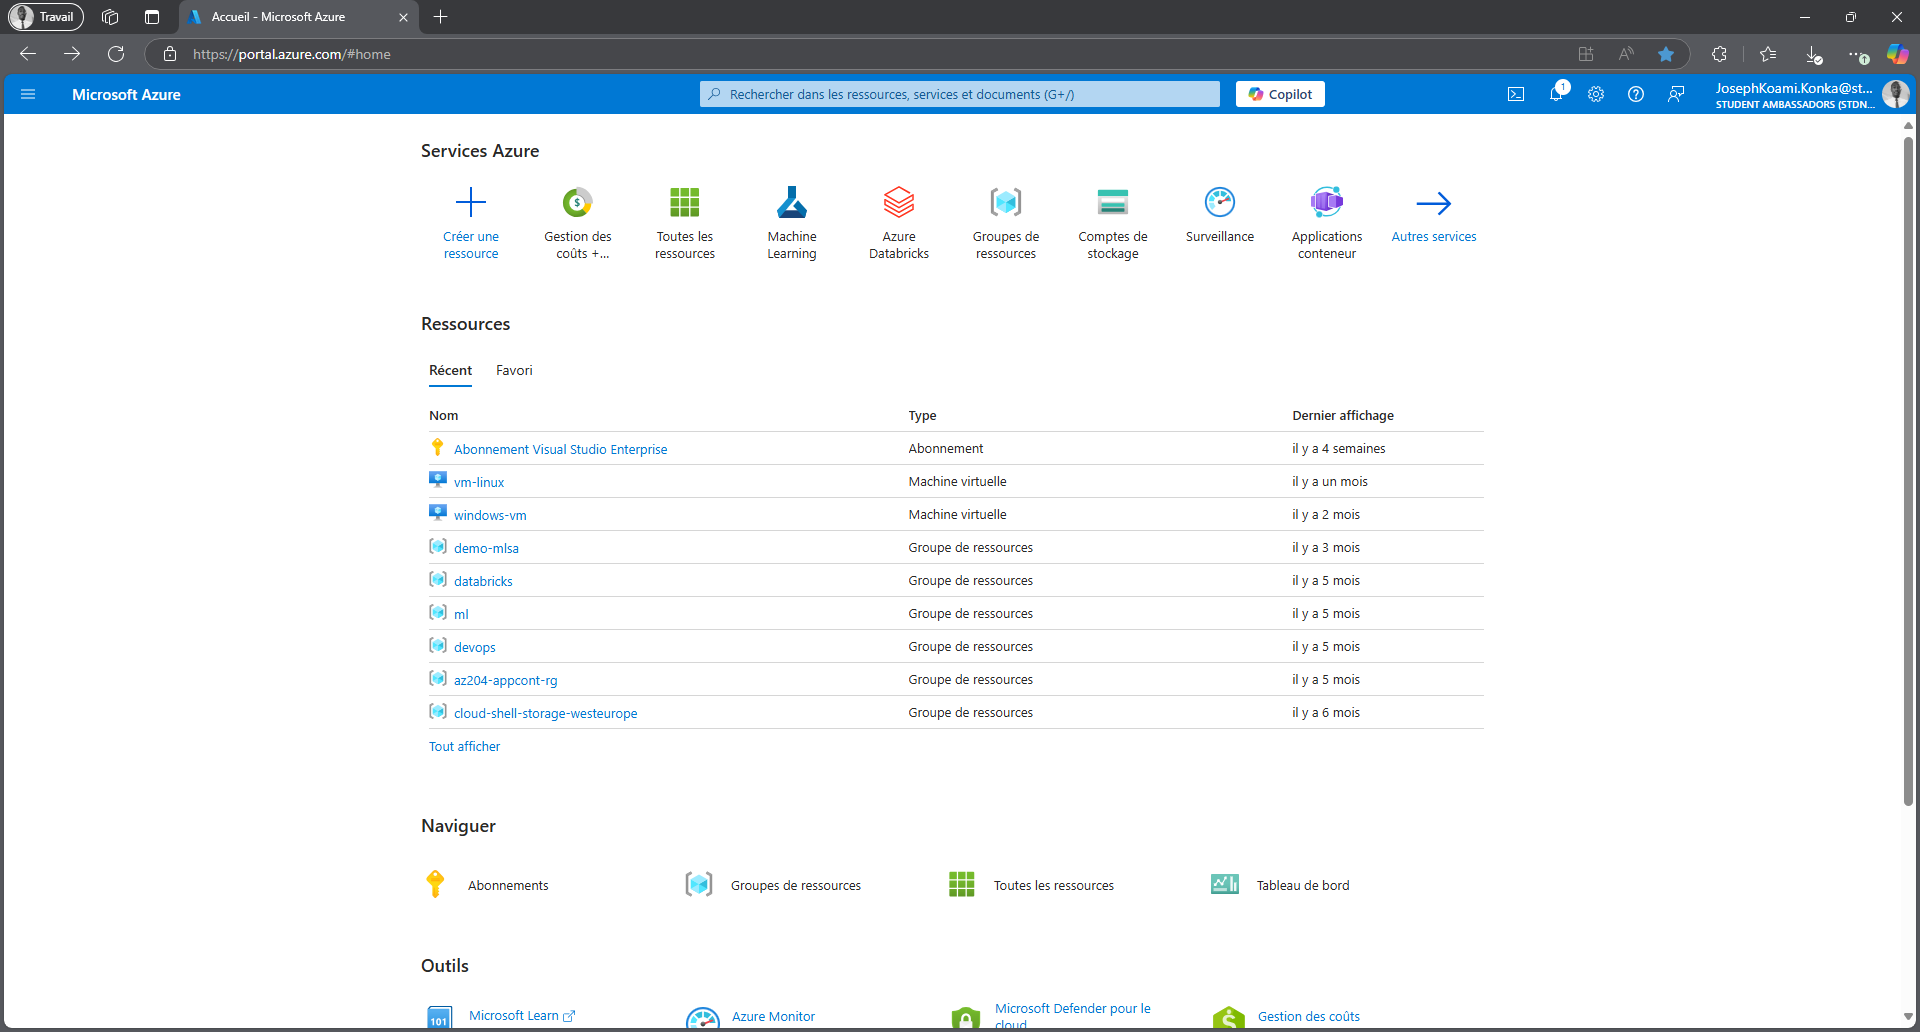 Travail
Accueil - Microsoft Azure
https://portal.azure.com/#home
Microsoft Azure
Rechercher dans les ressources, services et documents (G+/)
Copilot
1
JosephKoami.Konka@st...
STUDENT AMBASSADORS (STDN...
Services Azure
Créer une
ressource
Gestion des
coûts +...
Toutes les
ressources
Machine
Learning
Azure
Databricks
Groupes de
ressources
Comptes de
stockage
Surveillance
Applications
conteneur
Autres services
Ressources
Récent
Favori
Nom Type Dernier affichage
Abonnement Visual Studio Enterprise Abonnement il y a 4 semaines
vm-linux Machine virtuelle il y a un mois
windows-vm Machine virtuelle il y a 2 mois
demo-mlsa Groupe de ressources il y a 3 mois
databricks Groupe de ressources il y a 5 mois
ml Groupe de ressources il y a 5 mois
devops Groupe de ressources il y a 5 mois
az204-appcont-rg Groupe de ressources il y a 5 mois
cloud-shell-storage-westeurope Groupe de ressources il y a 6 mois
Tout afficher
Naviguer
Abonnements
Groupes de ressources
Toutes les ressources
Tableau de bord
Outils
101
Microsoft Learn
Azure Monitor
Microsoft Defender pour le
cloud
Gestion des coûts